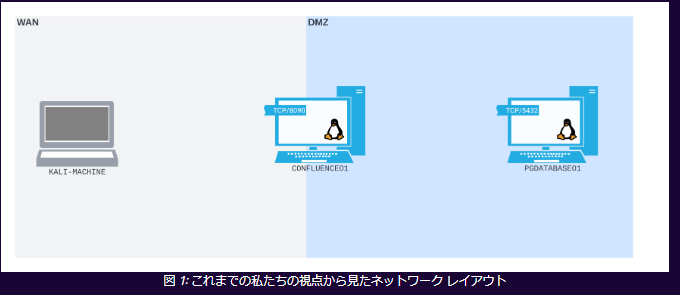 WAN
DMZ
TCP/8090
TCP/5432
KALI-MACHINE
CONFLUENCE01
PGDATABASE01
図 1: これまでの私たちの視点から見たネットワーク レイアウト